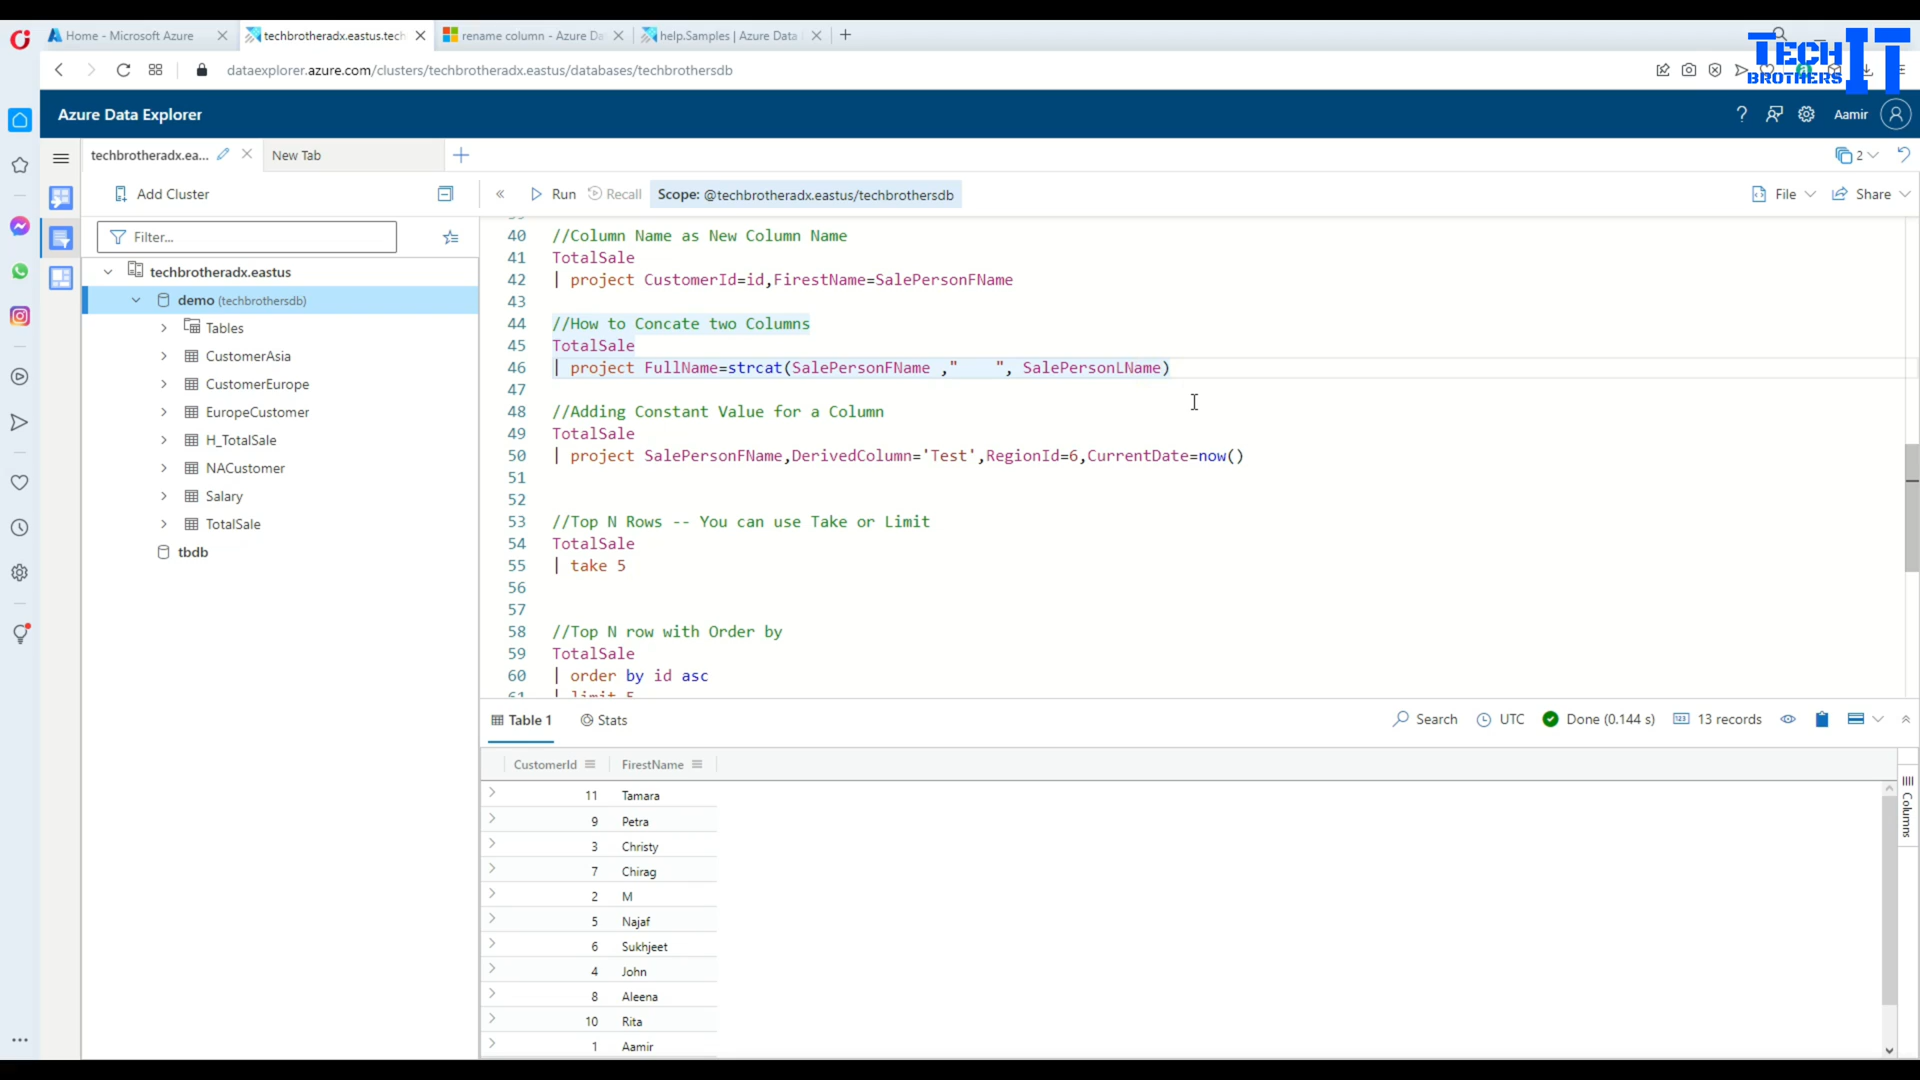 Home - Microsoft Azure
techbrotheradx.eastus.tech
rename column - Azure Da
help.Samples | Azure Data
dataexplorer.azure.com/clusters/techbrotheradx.eastus/databases/techbrothersdb
TECH
BROTHERS
IT
Azure Data Explorer
?
Aamir
techbrotheradx.ea...
New Tab
2
Add Cluster
Run
Recall
Scope: @techbrotheradx.eastus/techbrothersdb
File
Share
Filter...
techbrotheradx.eastus
demo (techbrothersdb)
Tables
CustomerAsia
CustomerEurope
EuropeCustomer
H_TotalSale
NACustomer
Salary
TotalSale
tbdb
40 //Column Name as New Column Name
41 TotalSale
42 | project CustomerId=id,FirestName=SalePersonFName
43
44 //How to Concate two Columns
45 TotalSale
46 | project FullName=strcat(SalePersonFName ,"    ", SalePersonLName)
47
48 //Adding Constant Value for a Column
49 TotalSale
50 | project SalePersonFName,DerivedColumn='Test',RegionId=6,CurrentDate=now()
51
52
53 //Top N Rows -- You can use Take or Limit
54 TotalSale
55 | take 5
56
57
58 //Top N row with Order by
59 TotalSale
60 | order by id asc
61 | limit 5
Table 1
Stats
Search
UTC
Done (0.144 s)
13 records
CustomerId FirestName
11 Tamara
9 Petra
3 Christy
7 Chirag
2 M
5 Najaf
6 Sukhjeet
4 John
8 Aleena
10 Rita
1 Aamir
Columns